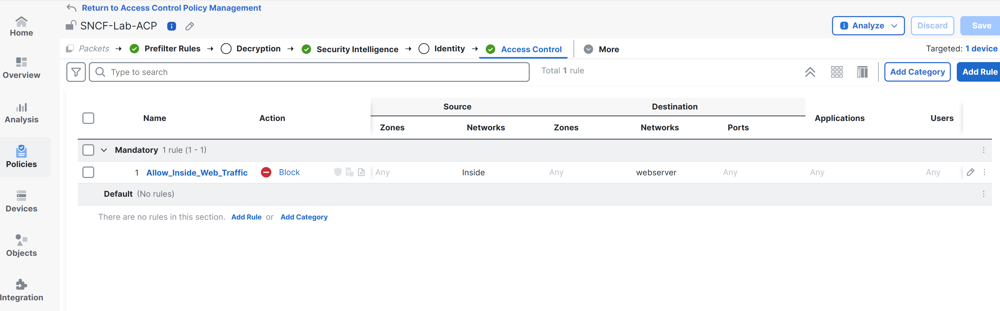 Return to Access Control Policy Management
SNCF-Lab-ACP
Analyze
Discard
Save
Home
Overview
Analysis
Policies
Devices
Objects
Integration
Packets → Prefilter Rules → Decryption → Security Intelligence → Identity → Access Control
More
Targeted: 1 device
Type to search
Total 1 rule
Add Category
Add Rule
Name Action Source Destination Applications Users
Zones Networks Zones Networks Ports
Mandatory 1 rule (1 - 1)
1 Allow_Inside_Web_Traffic Block Any Inside Any webserver Any Any Any
Default (No rules)
There are no rules in this section. Add Rule or Add Category